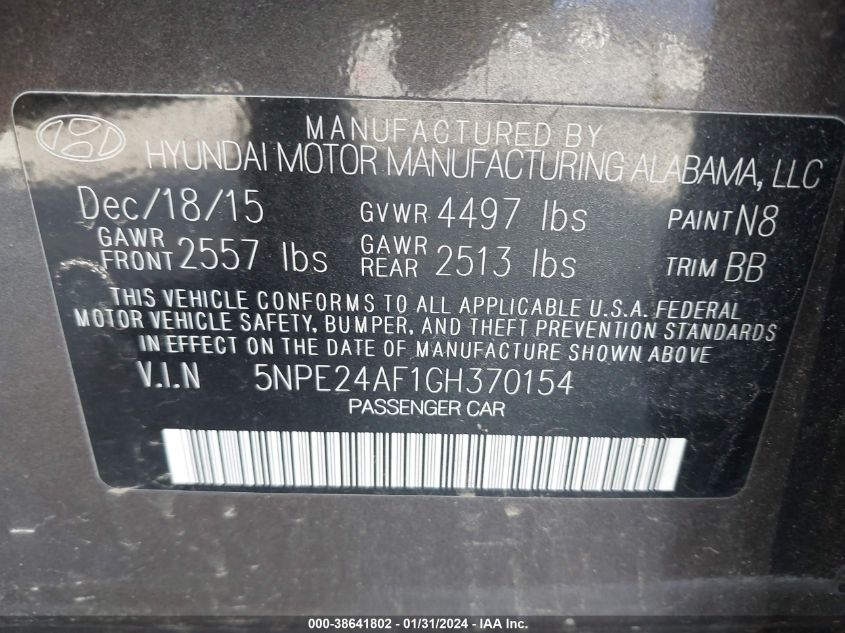 MANUFACTURED BY
HYUNDAI MOTOR MANUFACTURING ALABAMA, LLC
Dec/18/15 GVWR 4497 lbs PAINT N8
GAWR FRONT 2557 lbs GAWR REAR 2513 lbs TRIM BB
THIS VEHICLE CONFORMS TO ALL APPLICABLE U.S.A. FEDERAL
MOTOR VEHICLE SAFETY, BUMPER, AND THEFT PREVENTION STANDARDS
IN EFFECT ON THE DATE OF MANUFACTURE SHOWN ABOVE
V.I.N 5NPE24AF1GH370154
PASSENGER CAR
000-38641802 - 01/31/2024 - IAA Inc.